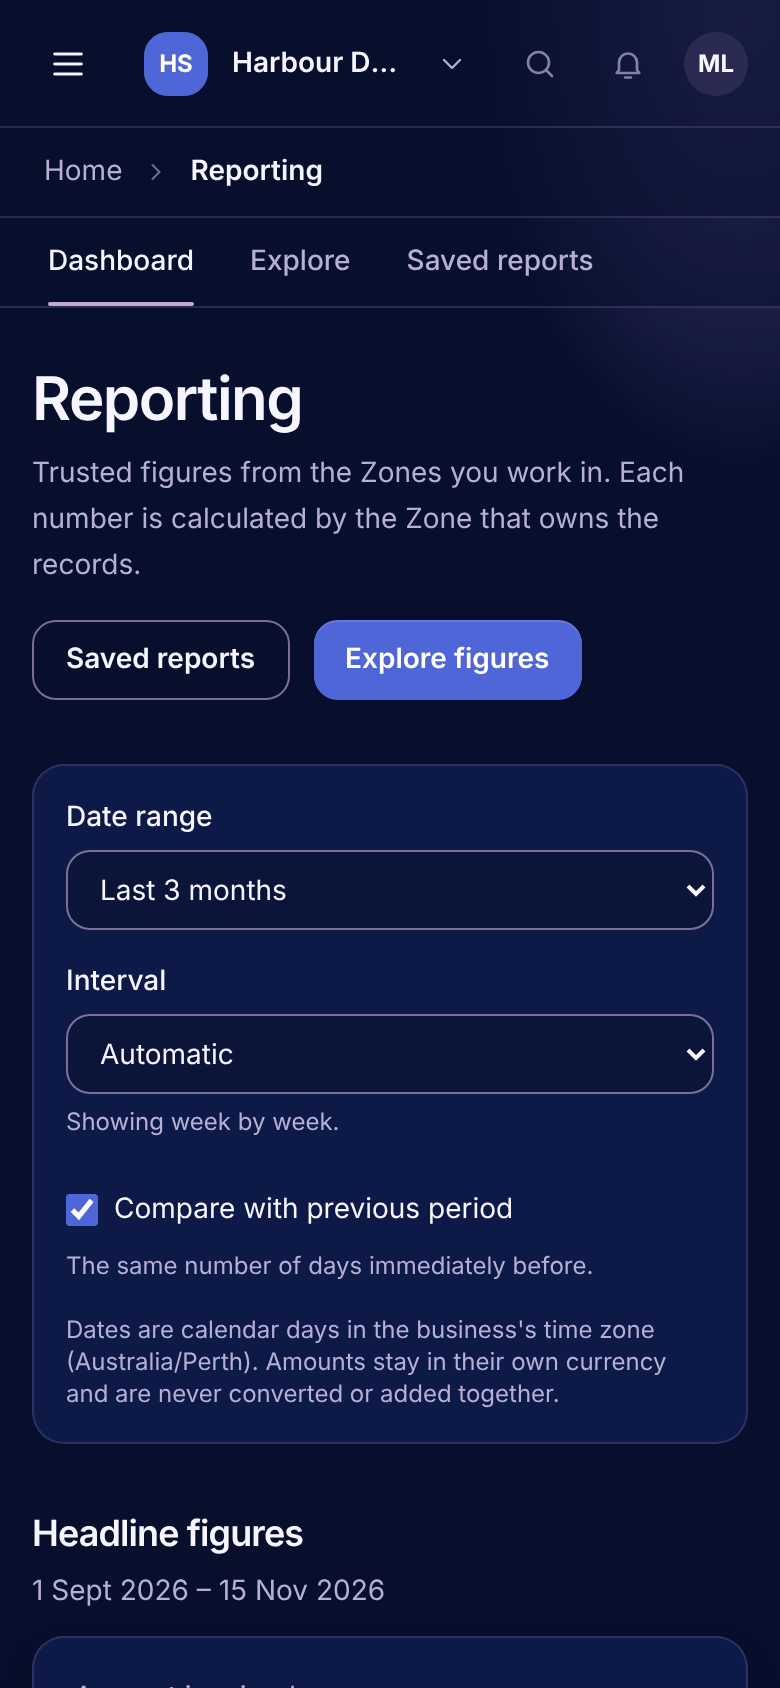 HS Harbour D... ML
Home > Reporting
Dashboard Explore Saved reports
Reporting
Trusted figures from the Zones you work in. Each
number is calculated by the Zone that owns the
records.
Saved reports Explore figures
Date range
Last 3 months
Interval
Automatic
Showing week by week.
Compare with previous period
The same number of days immediately before.
Dates are calendar days in the business's time zone
(Australia/Perth). Amounts stay in their own currency
and are never converted or added together.
Headline figures
1 Sept 2026 – 15 Nov 2026